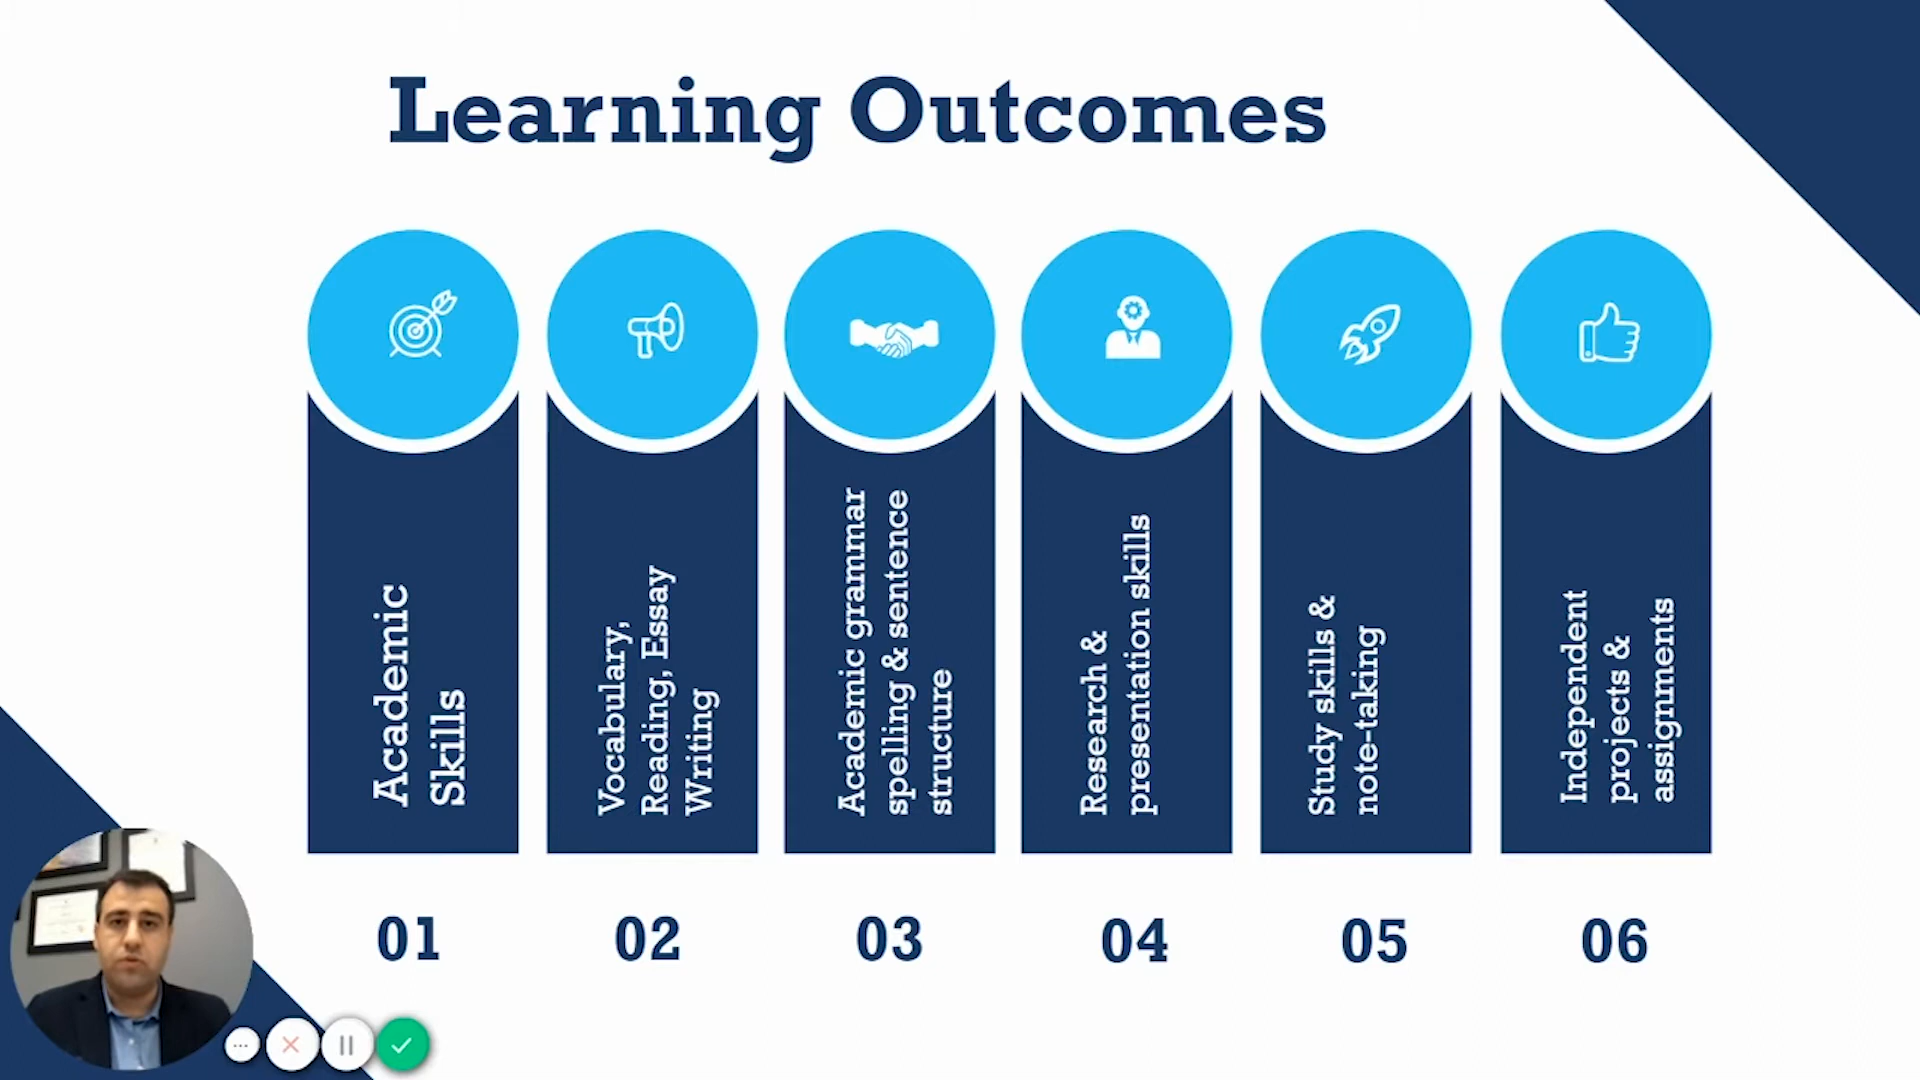 Learning Outcomes
Academic
Skills
Vocabulary,
Reading, Essay
Writing
Academic grammar
spelling & sentence
structure
Research &
presentation skills
Study skills &
note-taking
Independent
projects &
assignments
01
02
03
04
05
06